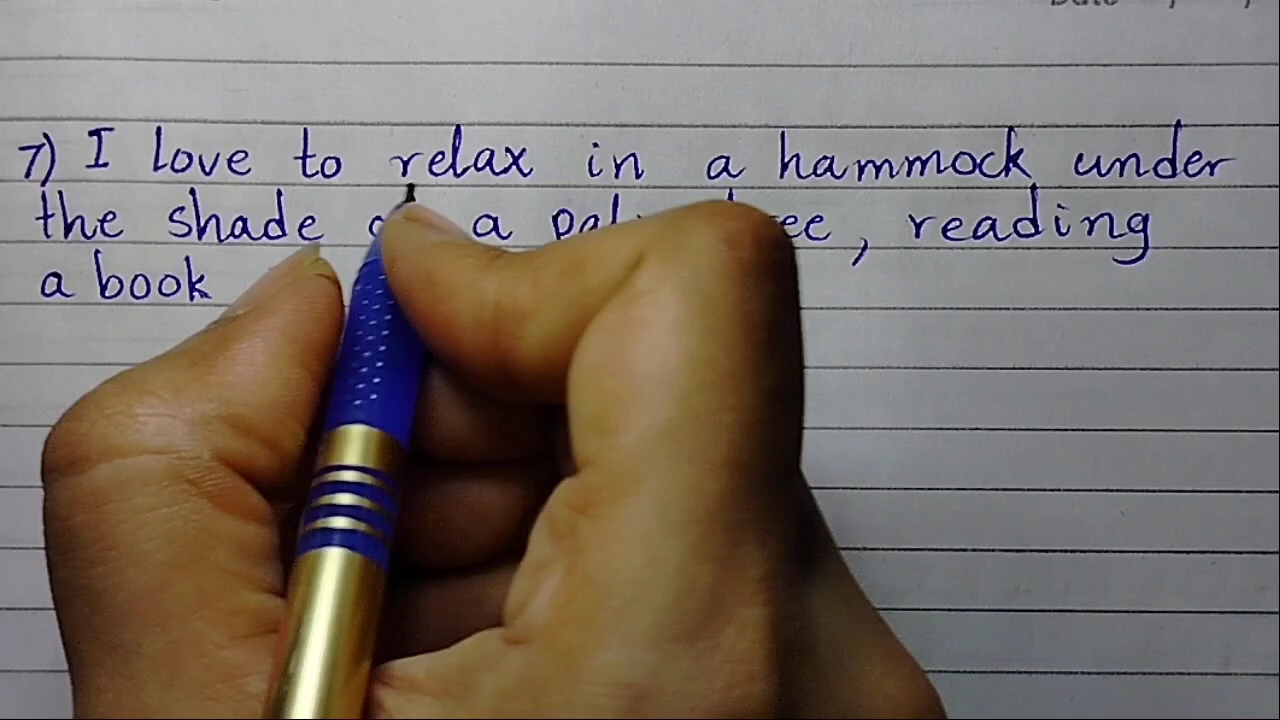 7) I love to relax in a hammock under
the shade a , reading
a book